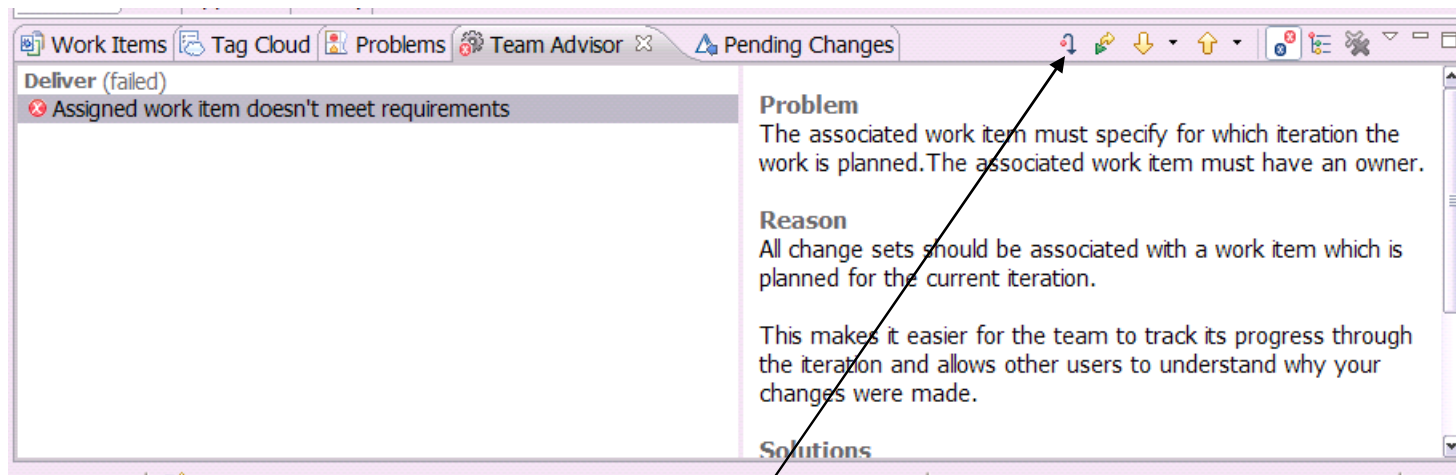 Work Items Tag Cloud Problems Team Advisor Pending Changes
Deliver (failed)
Assigned work item doesn't meet requirements
Problem
The associated work item must specify for which iteration the
work is planned.The associated work item must have an owner.
Reason
All change sets should be associated with a work item which is
planned for the current iteration.
This makes it easier for the team to track its progress through
the iteration and allows other users to understand why your
changes were made.
Solutions